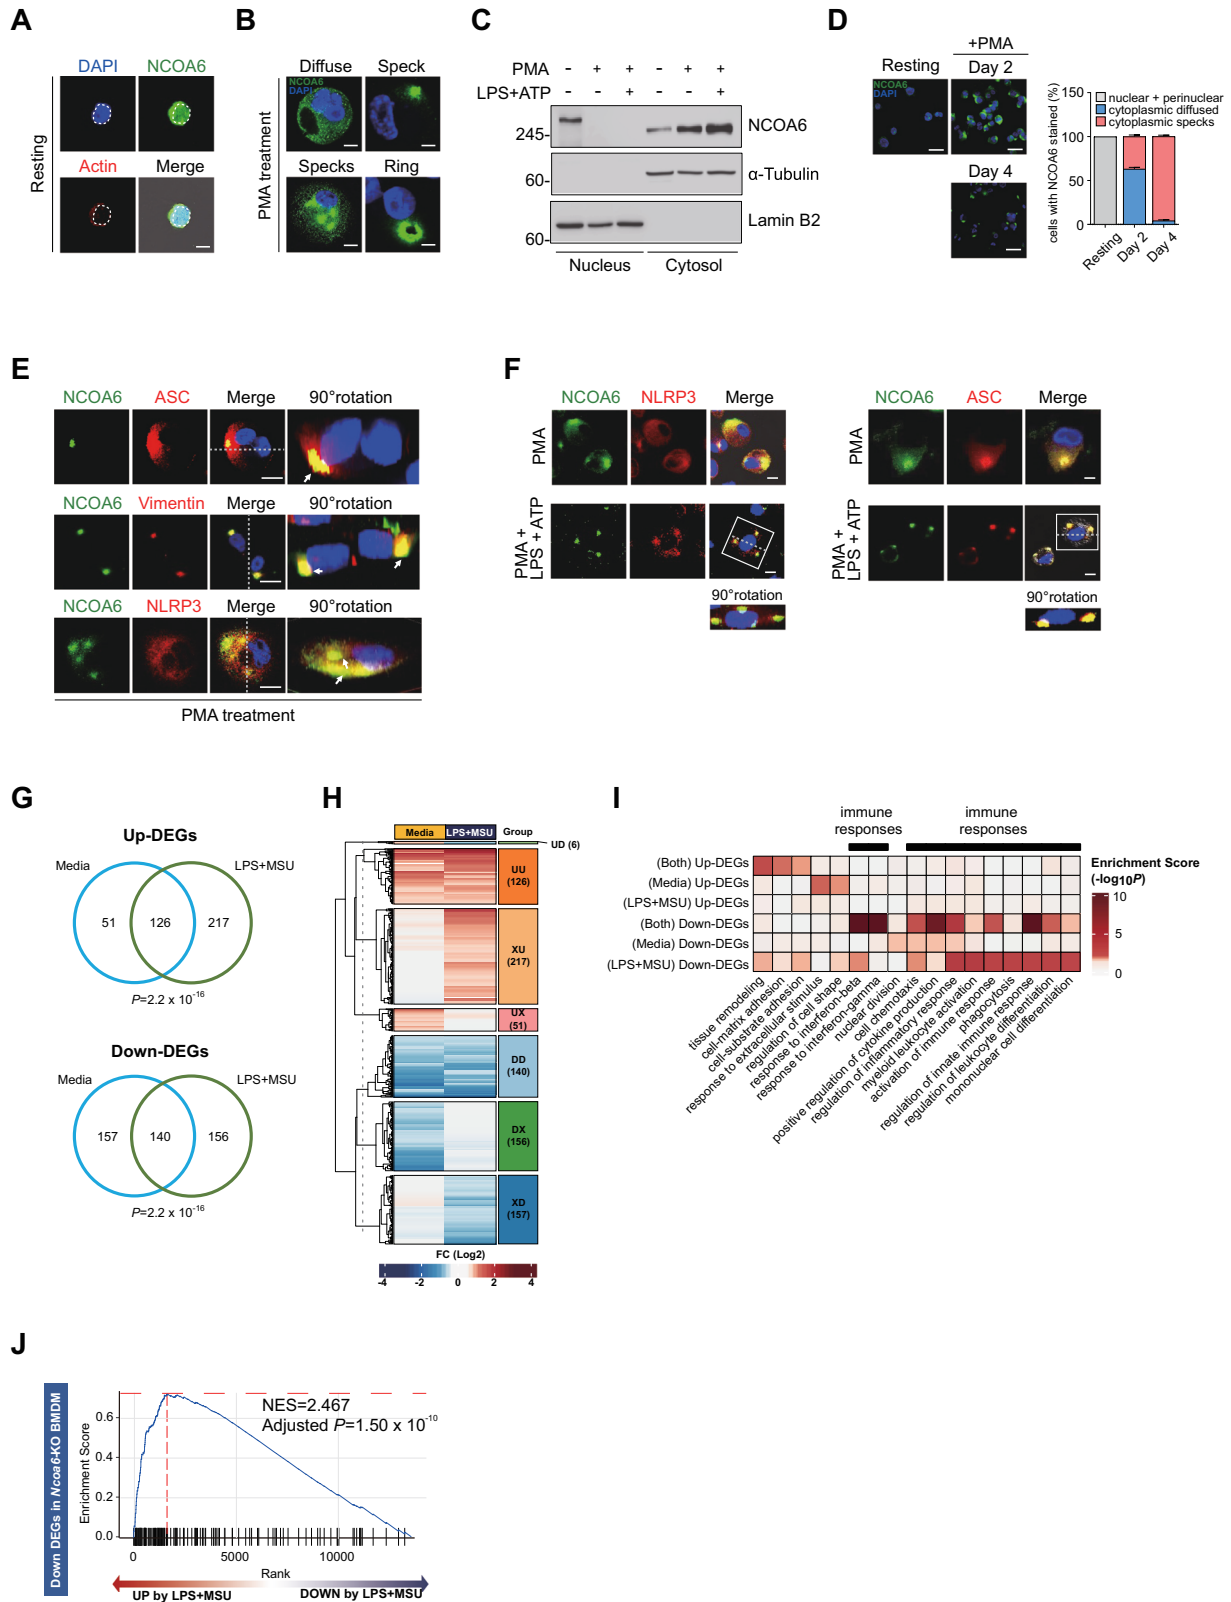 A
DAPI NCOA6
Actin Merge
Resting
B
Diffuse Speck
NCOA6
DAPI
Specks Ring
PMA treatment
C
PMA - + + - + +
LPS+ATP - - + - - +
245- NCOA6
60- α-Tubulin
60- Lamin B2
Nucleus Cytosol
D
+PMA
Resting Day 2
NCOA6
DAPI
Day 4
cells with NCOA6 stained (%)
150
100
50
0
nuclear + perinuclear
cytoplasmic diffused
cytoplasmic specks
Resting Day 2 Day 4
E
NCOA6 ASC Merge 90°rotation
NCOA6 Vimentin Merge 90°rotation
NCOA6 NLRP3 Merge 90°rotation
PMA treatment
F
NCOA6 NLRP3 Merge
PMA
PMA +
LPS + ATP
90°rotation
NCOA6 ASC Merge
PMA
PMA +
LPS + ATP
90°rotation
G
Up-DEGs
Media LPS+MSU
51 126 217
P=2.2 x 10-16
Down-DEGs
Media LPS+MSU
157 140 156
P=2.2 x 10-16
H
Media LPS+MSU Group
UD (6)
UU
(126)
XU
(217)
UX
(51)
DD
(140)
DX
(156)
XD
(157)
FC (Log2)
-4 -2 0 2 4
I
immune
responses
immune
responses
(Both) Up-DEGs
(Media) Up-DEGs
(LPS+MSU) Up-DEGs
(Both) Down-DEGs
(Media) Down-DEGs
(LPS+MSU) Down-DEGs
tissue remodeling
cell-matrix adhesion
cell-substrate adhesion
response to extracellular stimulus
regulation of cell shape
response to interferon-beta
response to interferon-gamma
nuclear division
cell chemotaxis
positive regulation of cytokine production
regulation of inflammatory response
myeloid leukocyte activation
activation of immune response
phagocytosis
regulation of innate immune response
regulation of leukocyte differentiation
mononuclear cell differentiation
Enrichment Score
(-log10P)
10
5
0
J
Down DEGs in Ncoa6-KO BMDM
Enrichment Score
0.6
0.4
0.2
0.0
NES=2.467
Adjusted P=1.50 x 10-10
0 5000 10000
Rank
UP by LPS+MSU DOWN by LPS+MSU